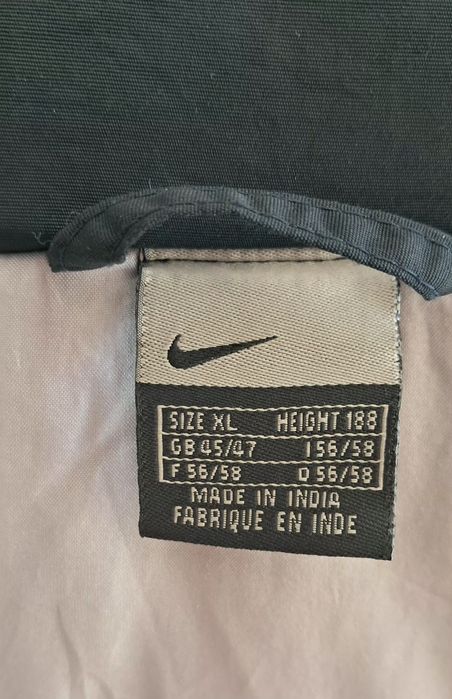 SIZE XL HEIGHT 188
GB 45/47 I 56/58
F 56/58 D 56/58
MADE IN INDIA
FABRIQUE EN INDE